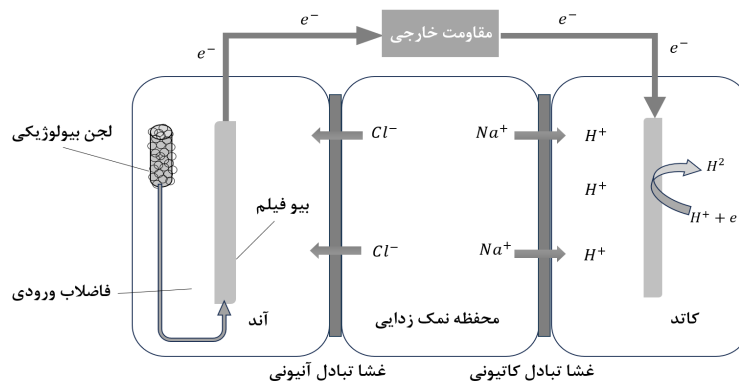 e⁻
مقاومت خارجی
e⁻
e⁻
e⁻
لجن بیولوژیکی
Cl⁻
Na⁺
H⁺
H²
H⁺
بیو فیلم
H⁺ + e
Cl⁻
Na⁺
H⁺
فاضلاب ورودی
آند
محفظه نمک زدایی
کاتد
غشا تبادل آنیونی
غشا تبادل کاتیونی